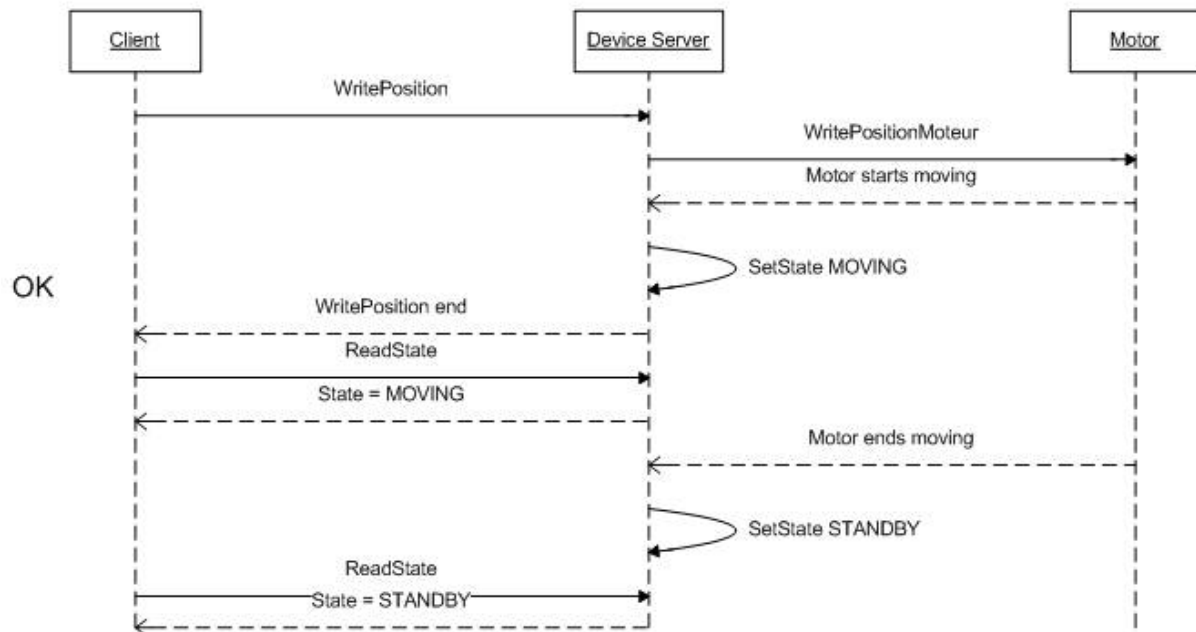 Client
Device Server
Motor
WritePosition
WritePositionMoteur
Motor starts moving
SetState MOVING
OK
WritePosition end
ReadState
State = MOVING
Motor ends moving
SetState STANDBY
ReadState
State = STANDBY